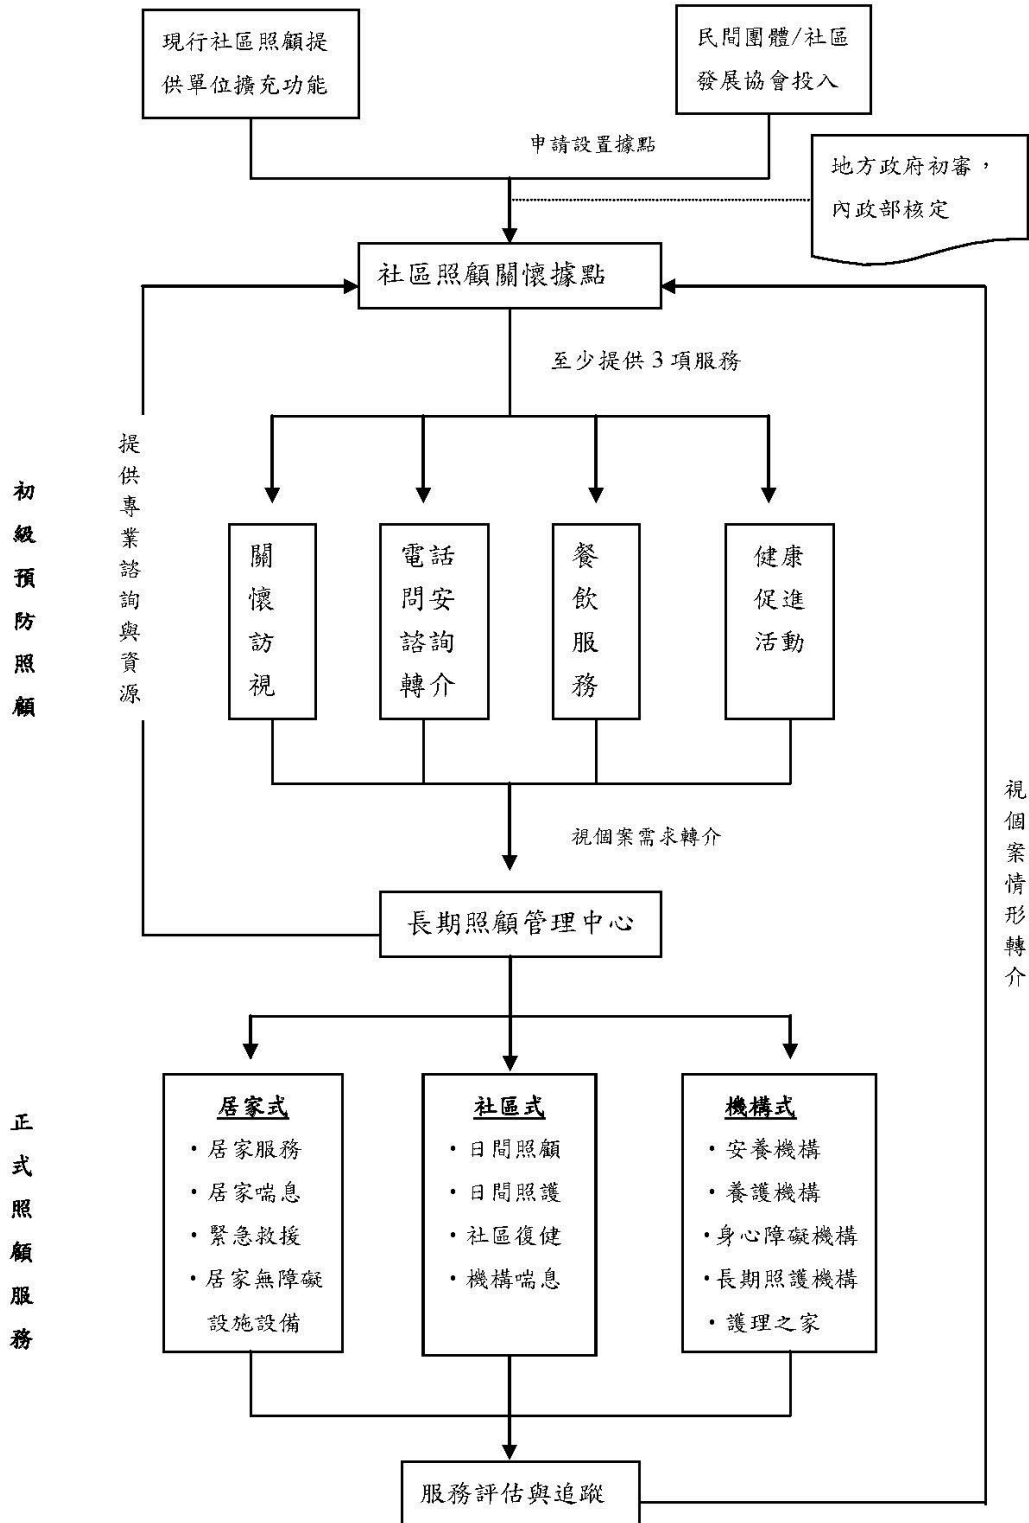 現行社區照顧提
供單位擴充功能
民間團體/社區
發展協會投入
申請設置據點
地方政府初審，
內政部核定
社區照顧關懷據點
至少提供 3 項服務
提供專業諮詢與資源
初級預防照顧
關懷訪視
電話
問安
諮詢
轉介
餐飲服務
健康
促進
活動
視個案需求轉介
視個案情形轉介
長期照顧管理中心
正式照顧服務
居家式
・居家服務
・居家喘息
・緊急救援
・居家無障礙
設施設備
社區式
・日間照顧
・日間照護
・社區復健
・機構喘息
機構式
・安養機構
・養護機構
・身心障礙機構
・長期照護機構
・護理之家
服務評估與追蹤